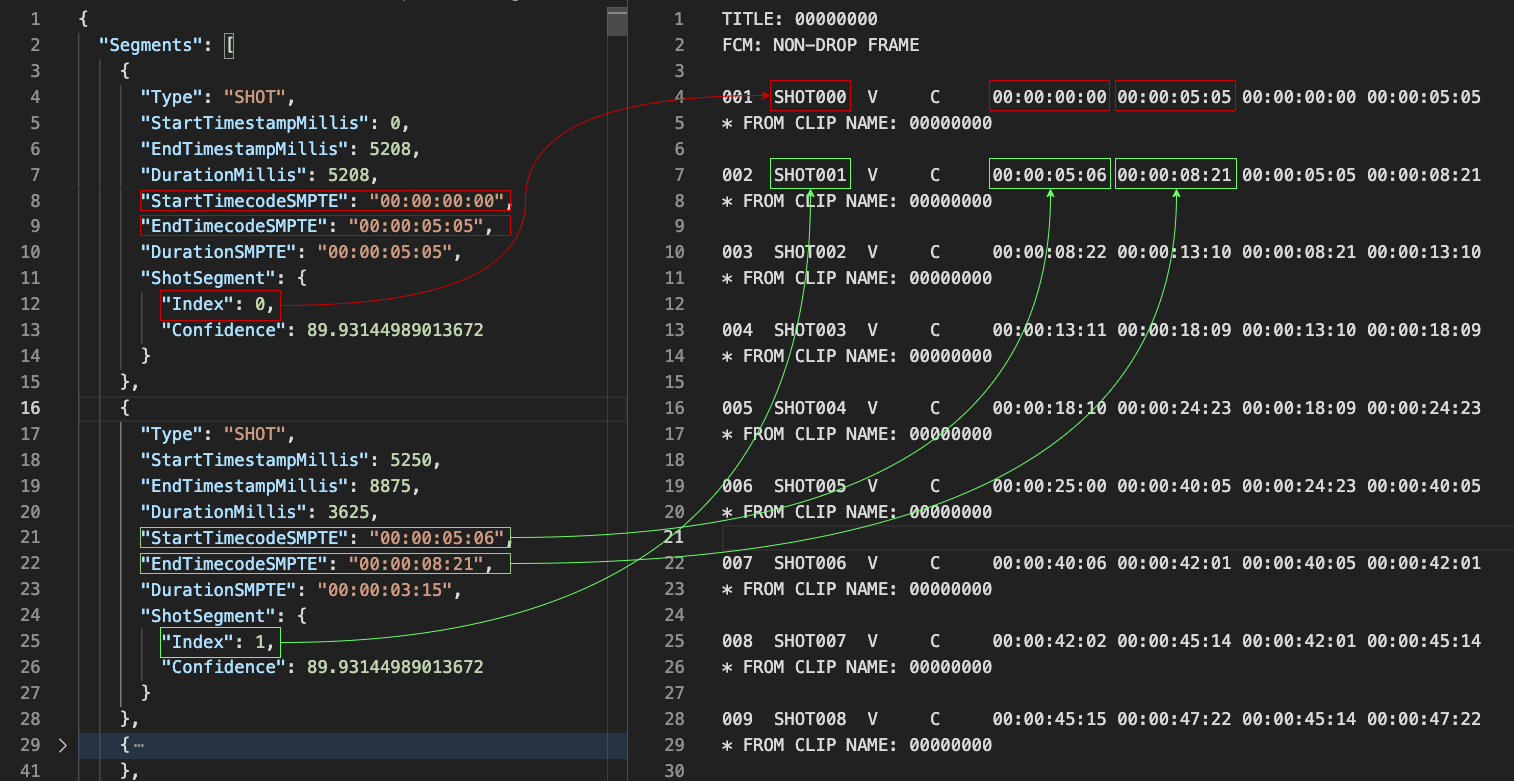 1 {
2 "Segments": [
3 {
4 "Type": "SHOT",
5 "StartTimestampMillis": 0,
6 "EndTimestampMillis": 5208,
7 "DurationMillis": 5208,
8 "StartTimecodeSMPTE": "00:00:00:00",
9 "EndTimecodeSMPTE": "00:00:05:05",
10 "DurationSMPTE": "00:00:05:05",
11 "ShotSegment": {
12 "Index": 0,
13 "Confidence": 89.93144989013672
14 }
15 },
16 {
17 "Type": "SHOT",
18 "StartTimestampMillis": 5250,
19 "EndTimestampMillis": 8875,
20 "DurationMillis": 3625,
21 "StartTimecodeSMPTE": "00:00:05:06",
22 "EndTimecodeSMPTE": "00:00:08:21",
23 "DurationSMPTE": "00:00:03:15",
24 "ShotSegment": {
25 "Index": 1,
26 "Confidence": 89.93144989013672
27 }
28 },
29 { ⋯
41 },
1 TITLE: 00000000
2 FCM: NON-DROP FRAME
3
4 001 SHOT000 V C 00:00:00:00 00:00:05:05 00:00:00:00 00:00:05:05
5 * FROM CLIP NAME: 00000000
6
7 002 SHOT001 V C 00:00:05:06 00:00:08:21 00:00:05:05 00:00:08:21
8 * FROM CLIP NAME: 00000000
9
10 003 SHOT002 V C 00:00:08:22 00:00:13:10 00:00:08:21 00:00:13:10
11 * FROM CLIP NAME: 00000000
12
13 004 SHOT003 V C 00:00:13:11 00:00:18:09 00:00:13:10 00:00:18:09
14 * FROM CLIP NAME: 00000000
15
16 005 SHOT004 V C 00:00:18:10 00:00:24:23 00:00:18:09 00:00:24:23
17 * FROM CLIP NAME: 00000000
18
19 006 SHOT005 V C 00:00:25:00 00:00:40:05 00:00:24:23 00:00:40:05
20 * FROM CLIP NAME: 00000000
21
22 007 SHOT006 V C 00:00:40:06 00:00:42:01 00:00:40:05 00:00:42:01
23 * FROM CLIP NAME: 00000000
24
25 008 SHOT007 V C 00:00:42:02 00:00:45:14 00:00:42:01 00:00:45:14
26 * FROM CLIP NAME: 00000000
27
28 009 SHOT008 V C 00:00:45:15 00:00:47:22 00:00:45:14 00:00:47:22
29 * FROM CLIP NAME: 00000000
30